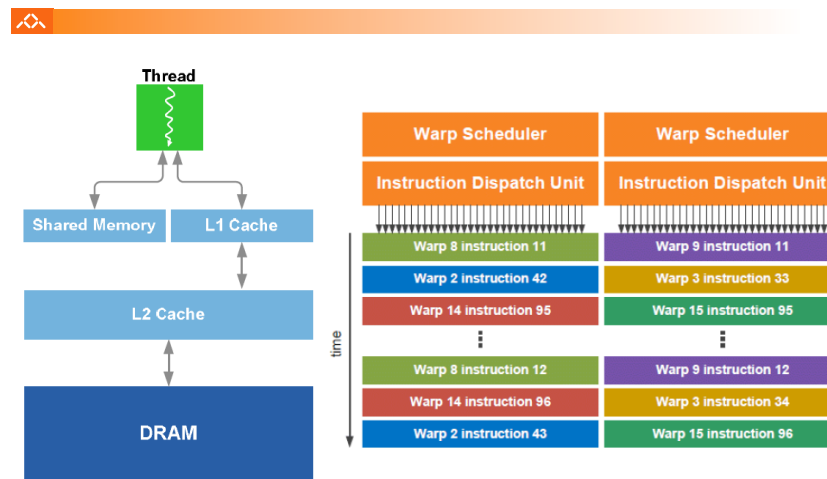 Thread
Shared Memory
L1 Cache
L2 Cache
DRAM
Warp Scheduler
Warp Scheduler
Instruction Dispatch Unit
Instruction Dispatch Unit
time
Warp 8 instruction 11
Warp 9 instruction 11
Warp 2 instruction 42
Warp 3 instruction 33
Warp 14 instruction 95
Warp 15 instruction 95
Warp 8 instruction 12
Warp 9 instruction 12
Warp 14 instruction 96
Warp 3 instruction 34
Warp 2 instruction 43
Warp 15 instruction 96